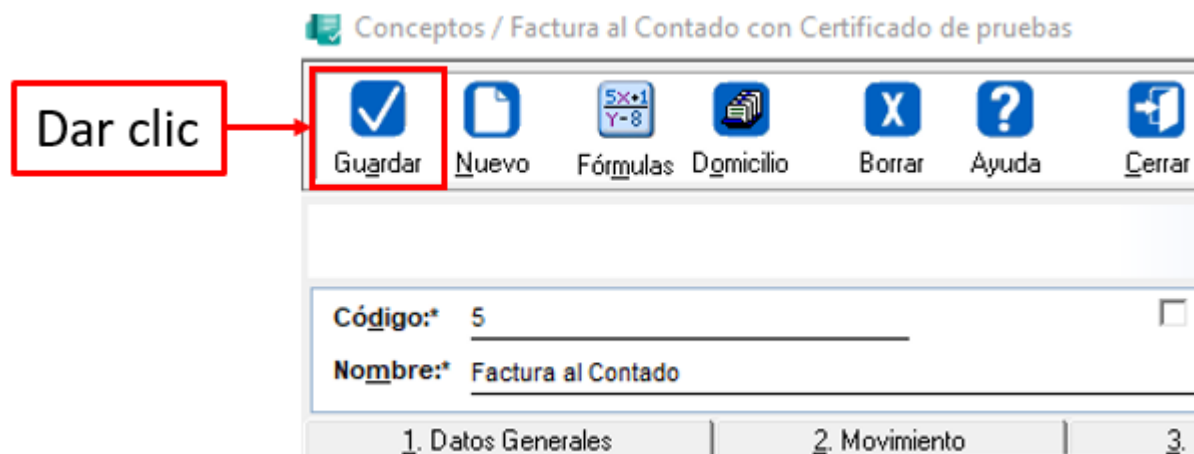 Conceptos / Factura al Contado con Certificado de pruebas
Dar clic
Guardar Nuevo 5X+1 Y-8 Fórmulas Domicilio Borrar Ayuda Cerrar
Código:* 5
Nombre:* Factura al Contado
1. Datos Generales 2. Movimiento 3.